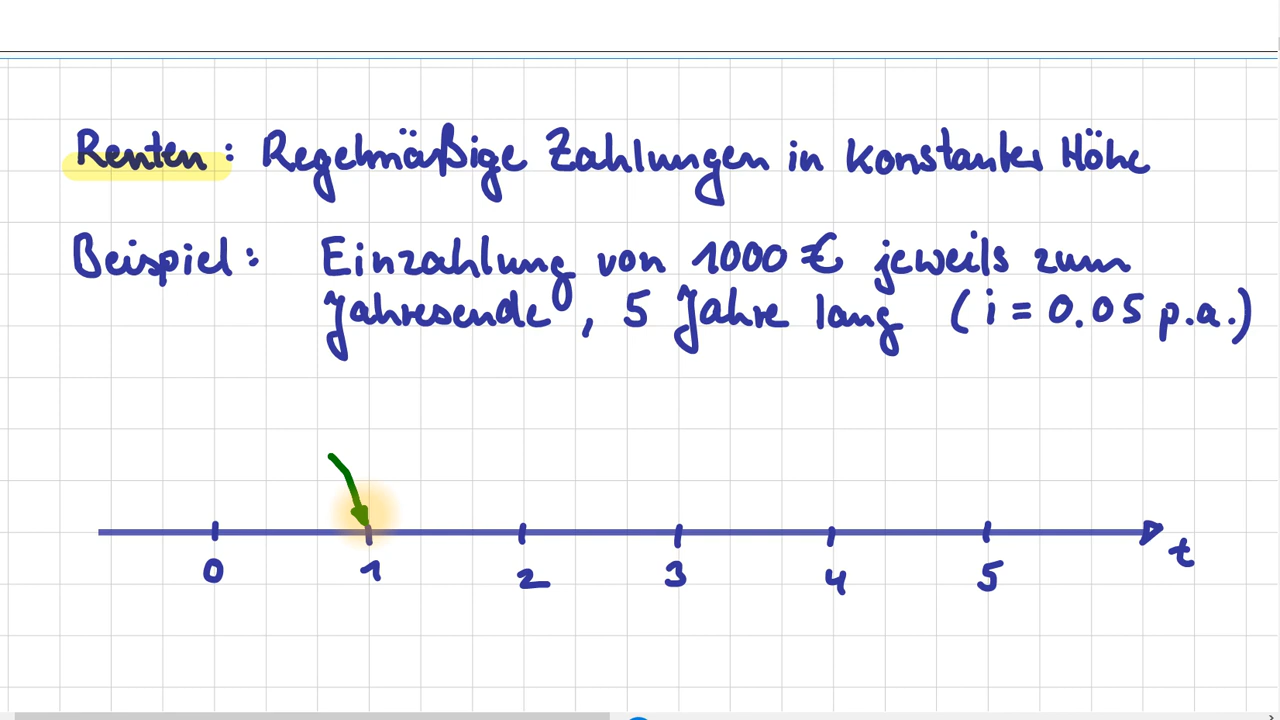 Renten: Regelmäßige Zahlungen in konstanter Höhe
Beispiel: Einzahlung von 1000 € jeweils zum
Jahresende, 5 Jahre lang (i = 0.05 p.a.)
0 1 2 3 4 5 t